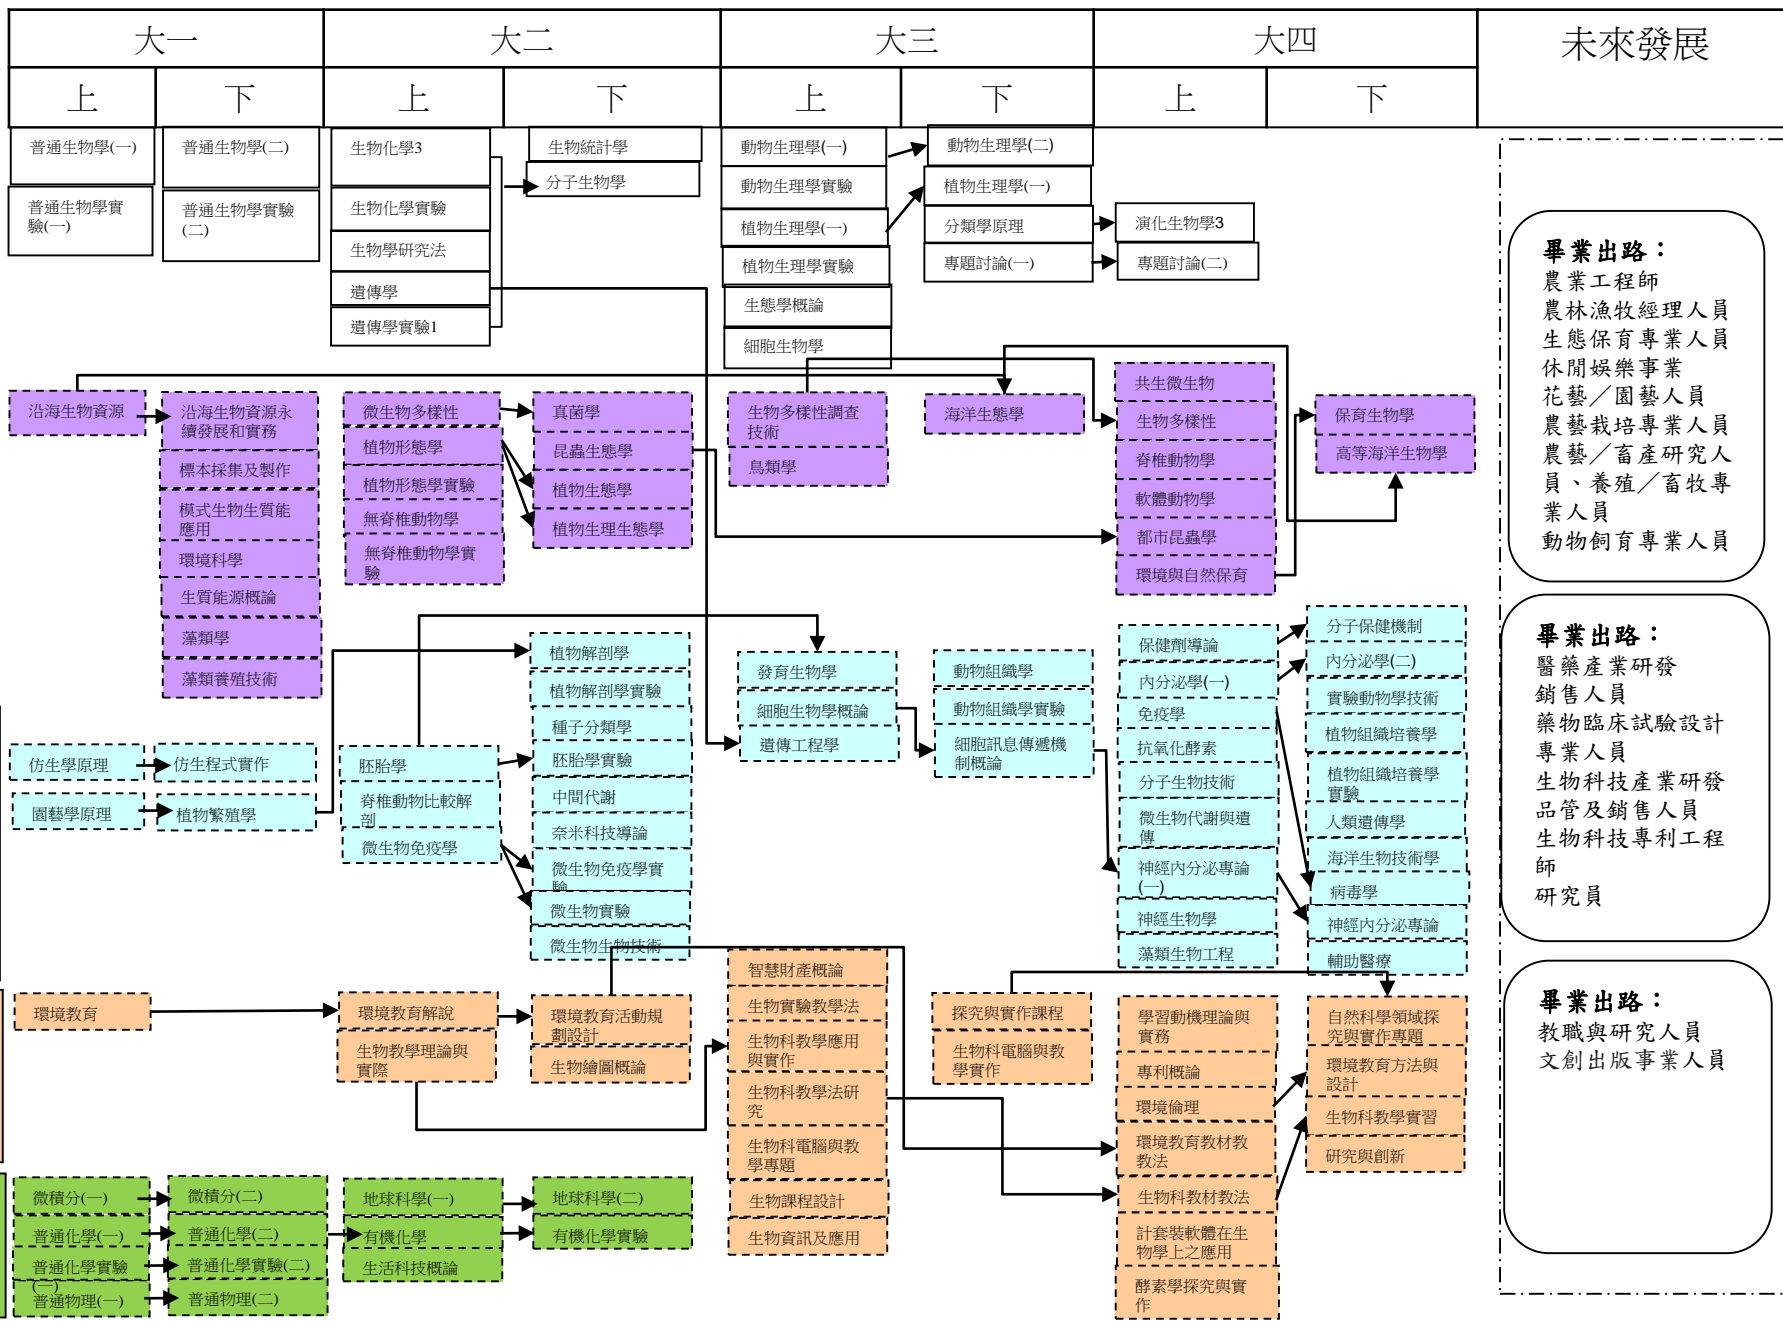 大一
大二
大三
大四
未來發展
上
下
上
下
上
下
上
下
普通生物學(一)
普通生物學實
驗(一)
普通生物學(二)
普通生物學實驗
(二)
生物化學3
生物化學實驗
生物學研究法
遺傳學
遺傳學實驗1
生物統計學
分子生物學
動物生理學(一)
動物生理學實驗
植物生理學(一)
植物生理學實驗
生態學概論
細胞生物學
動物生理學(二)
植物生理學(一)
分類學原理
專題討論(一)
演化生物學3
專題討論(二)
沿海生物資源
沿海生物資源永
續發展和實務
標本採集及製作
模式生物生質能
應用
環境科學
生質能源概論
藻類學
藻類養殖技術
微生物多樣性
植物形態學
植物形態學實驗
無脊椎動物學
無脊椎動物學實
驗
真菌學
昆蟲生態學
植物生態學
植物生理生態學
生物多樣性調查
技術
鳥類學
海洋生態學
共生微生物
生物多樣性
脊椎動物學
軟體動物學
都市昆蟲學
環境與自然保育
保育生物學
高等海洋生物學
仿生學原理
園藝學原理
仿生程式實作
植物繁殖學
胚胎學
脊椎動物比較解
剖
微生物免疫學
植物解剖學
植物解剖學實驗
種子分類學
胚胎學實驗
中間代謝
奈米科技導論
微生物免疫學實
驗
微生物實驗
微生物生物技術
發育生物學
細胞生物學概論
遺傳工程學
動物組織學
動物組織學實驗
細胞訊息傳遞機
制概論
保健劑導論
內分泌學(一)
免疫學
抗氧化酵素
分子生物技術
微生物代謝與遺
傳
神經內分泌專論
(一)
神經生物學
藻類生物工程
分子保健機制
內分泌學(二)
實驗動物學技術
植物組織培養學
植物組織培養學
實驗
人類遺傳學
海洋生物技術學
病毒學
神經內分泌專論
輔助醫療
環境教育
環境教育解說
生物教學理論與
實際
環境教育活動規
劃設計
生物繪圖概論
智慧財產概論
生物實驗教學法
生物科教學應用
與實作
生物科教學法研
究
生物科電腦與教
學專題
生物課程設計
生物資訊及應用
探究與實作課程
生物科電腦與教
學實作
學習動機理論與
實務
專利概論
環境倫理
環境教育教材教
教法
生物科教材教法
計套裝軟體在生
物學上之應用
酵素學探究與實
作
自然科學領域探
究與實作專題
環境教育方法與
設計
生物科教學實習
研究與創新
微積分(一)
普通化學(一)
普通化學實驗
(一)
普通物理(一)
微積分(二)
普通化學(二)
普通化學實驗(二)
普通物理(二)
地球科學(一)
有機化學
生活科技概論
地球科學(二)
有機化學實驗
畢業出路：
農業工程師
農林漁牧經理人員
生態保育專業人員
休閒娛樂事業
花藝／園藝人員
農藝栽培專業人員
農藝／畜產研究人
員、養殖／畜牧專
業人員
動物飼育專業人員
畢業出路：
醫藥產業研發
銷售人員
藥物臨床試驗設計
專業人員
生物科技產業研發
品管及銷售人員
生物科技專利工程
師
研究員
畢業出路：
教職與研究人員
文創出版事業人員